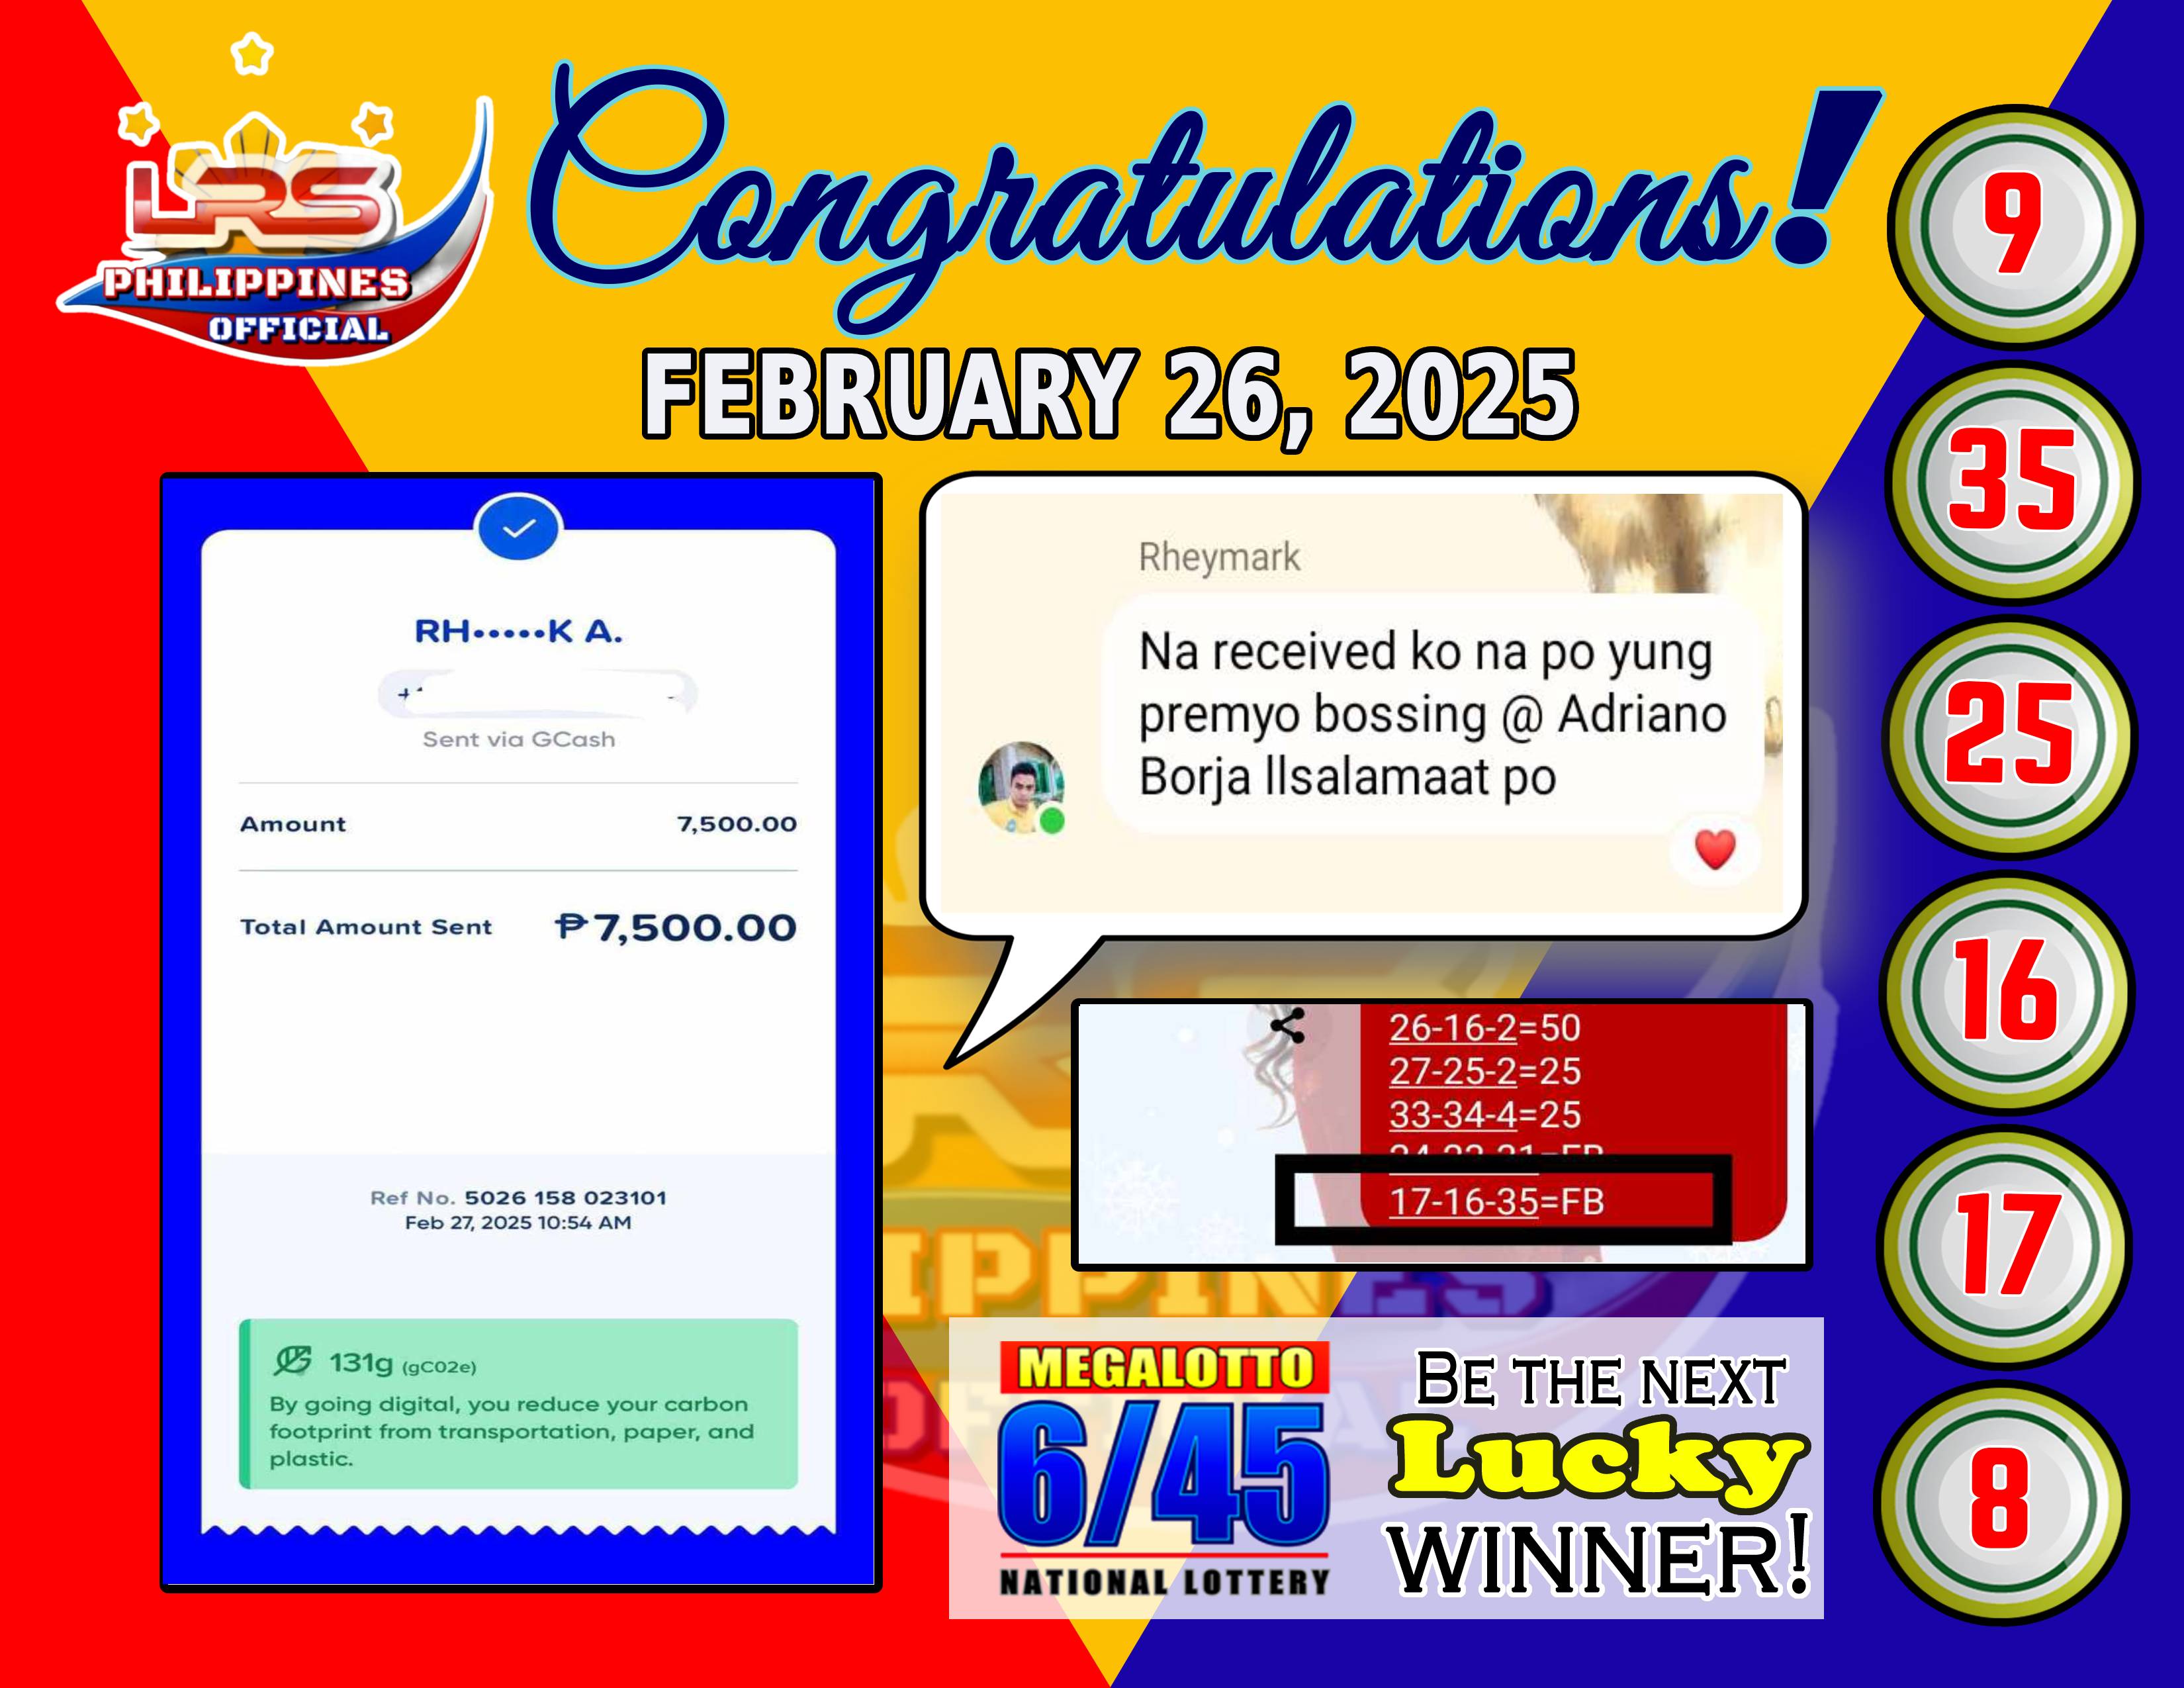 LRS
PHILIPPINES
OFFICIAL
Congratulations!
FEBRUARY 26, 2025
RH•••••K A.
Sent via GCash
Amount 7,500.00
Total Amount Sent ₱7,500.00
Ref No. 5026 158 023101
Feb 27, 2025 10:54 AM
131g (gC02e)
By going digital, you reduce your carbon
footprint from transportation, paper, and
plastic.
Rheymark
Na received ko na po yung
premyo bossing @ Adriano
Borja llsalamaat po
26-16-2=50
27-25-2=25
33-34-4=25
17-16-35=FB
MEGALOTTO
6/45
NATIONAL LOTTERY
BE THE NEXT
Lucky
WINNER!
9
35
25
16
17
8